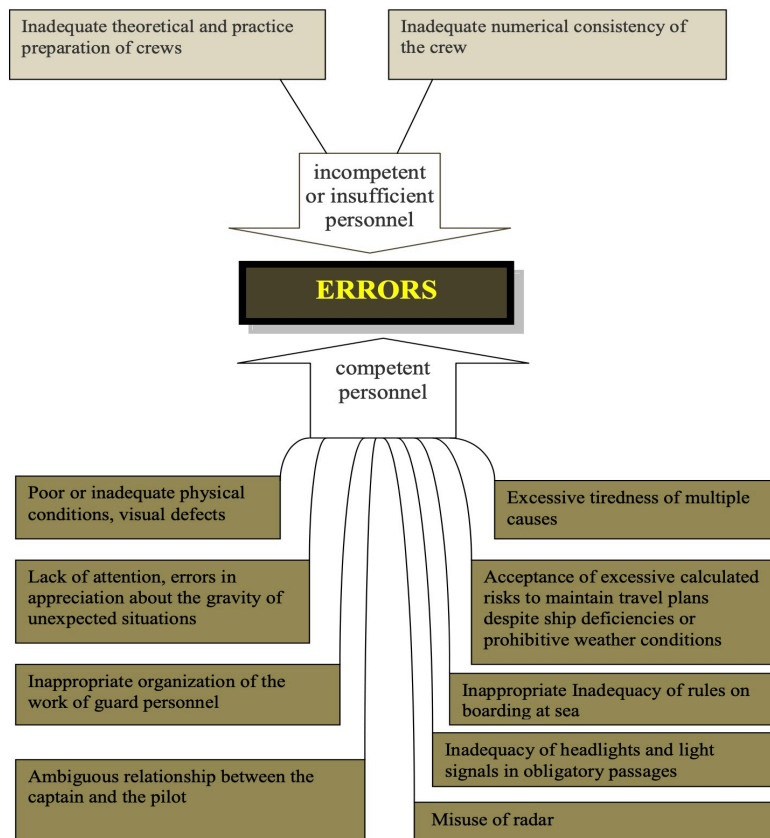 Inadequate theoretical and practice
preparation of crews
Inadequate numerical consistency of
the crew
incompetent
or insufficient
personnel
ERRORS
competent
personnel
Poor or inadequate physical
conditions, visual defects
Excessive tiredness of multiple
causes
Lack of attention, errors in
appreciation about the gravity of
unexpected situations
Acceptance of excessive calculated
risks to maintain travel plans
despite ship deficiencies or
prohibitive weather conditions
Inappropriate organization of the
work of guard personnel
Inappropriate Inadequacy of rules on
boarding at sea
Inadequacy of headlights and light
signals in obligatory passages
Ambiguous relationship between the
captain and the pilot
Misuse of radar